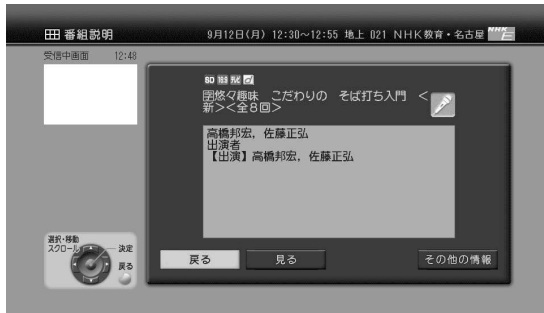 番組説明
9月12日(月) 12:30～12:55 地上 021 NHK教育・名古屋 NHK E
受信中画面 12:48
SD
字悠々趣味 こだわりの そば打ち入門 <
新><全8回>
高橋邦宏，佐藤正弘
出演者
【出演】高橋邦宏，佐藤正弘
選択・移動
スクロール
決定
戻る
戻る 見る その他の情報